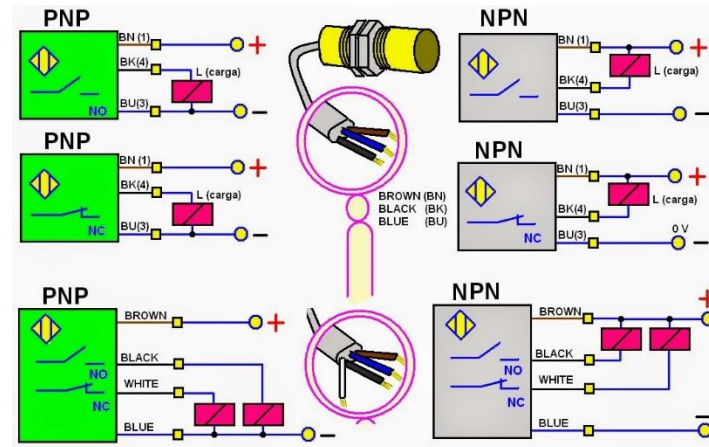 PNP
BN (1)
+
BK(4)
L (carga)
NO
BU(3)
−
PNP
BN (1)
+
BK(4)
L (carga)
NC
BU(3)
−
BROWN (BN)
BLACK (BK)
BLUE (BU)
NPN
BN (1)
+
L (carga)
BK(4)
BU(3)
−
NPN
BN (1)
+
L (carga)
BK(4)
NC
BU(3)
0 V
−
PNP
BROWN
+
BLACK
NO
WHITE
NC
BLUE
−
NPN
BROWN
+
BLACK
NO
WHITE
NC
BLUE
−